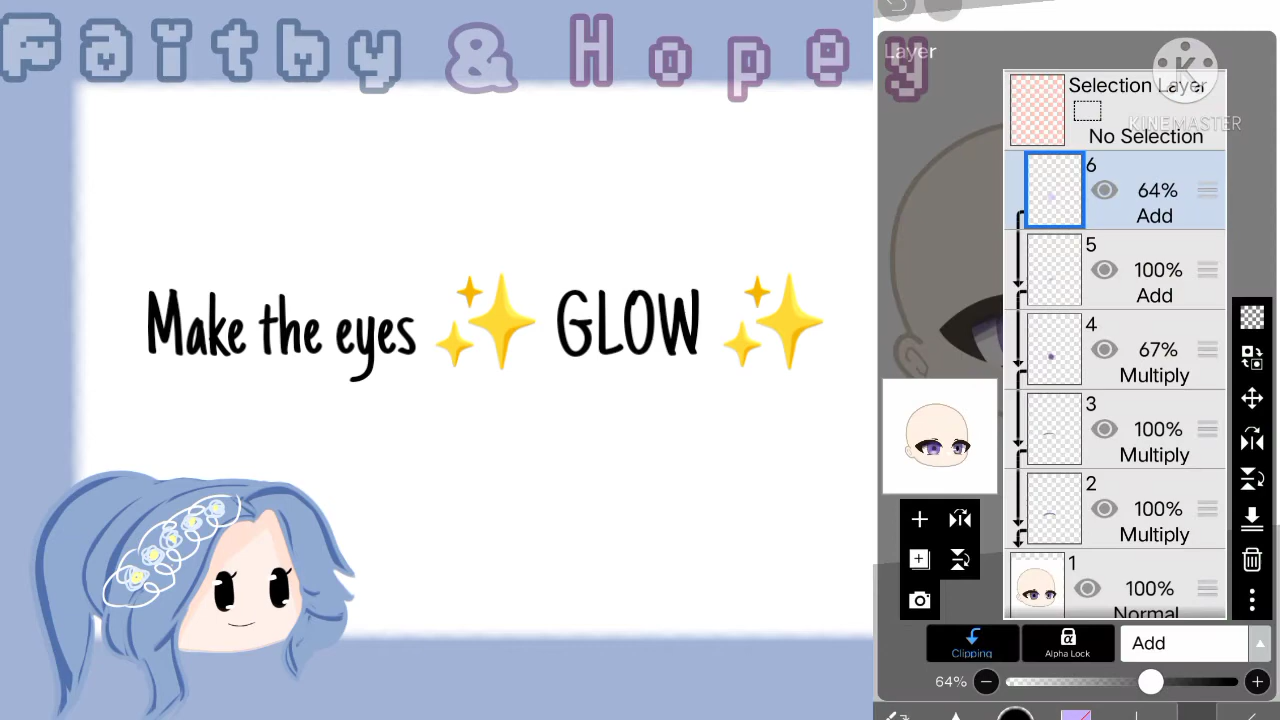 Faithy & Hopey
Make the eyes ✨ GLOW ✨
Layer
Selection Layer
KINEMASTER
No Selection
6
64%
Add
5
100%
Add
4
67%
Multiply
3
100%
Multiply
2
100%
Multiply
1
100%
Normal
Clipping
α
Alpha Lock
Add
64%